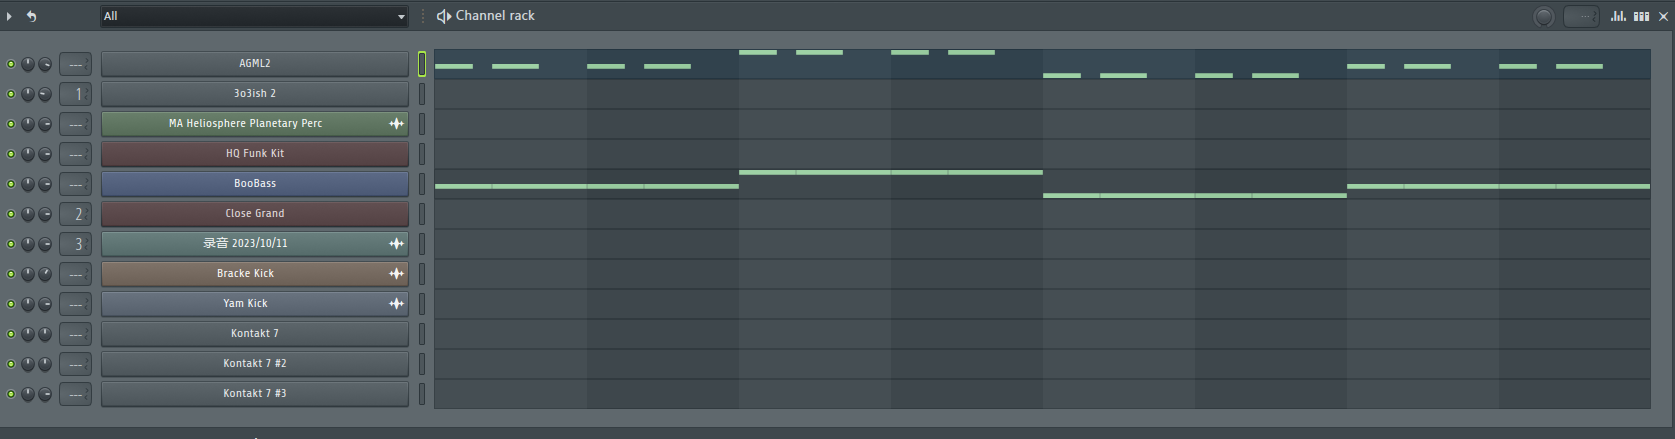 All
Channel rack
---
AGML2
1
3o3ish 2
---
MA Heliosphere Planetary Perc
---
HQ Funk Kit
---
BooBass
2
Close Grand
3
录音 2023/10/11
---
Bracke Kick
---
Yam Kick
---
Kontakt 7
---
Kontakt 7 #2
---
Kontakt 7 #3